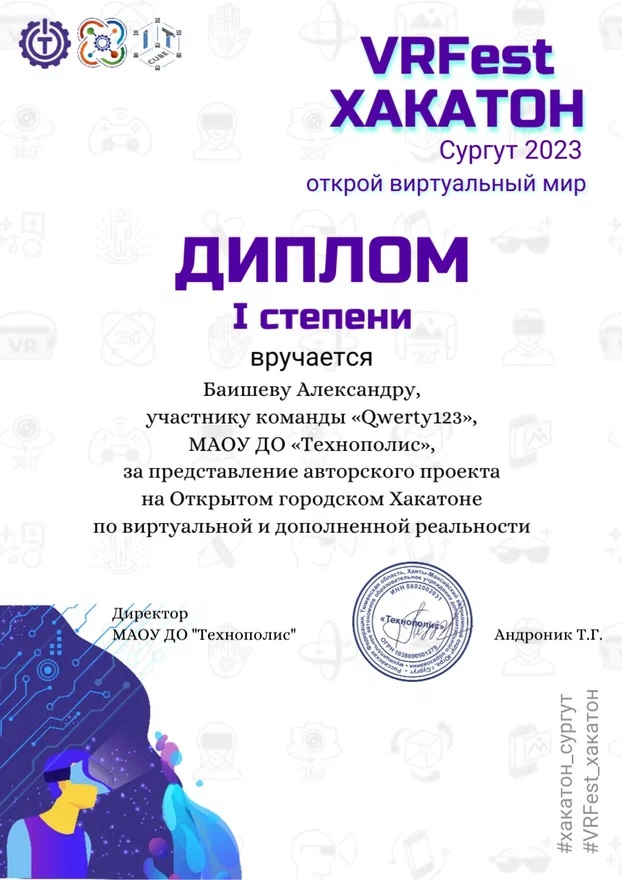 IT
CUBE
VRFest
ХАКАТОН
Сургут 2023
открой виртуальный мир
ДИПЛОМ
I степени
вручается
Баишеву Александру,
участнику команды «Qwerty123»,
МАОУ ДО «Технополис»,
за представление авторского проекта
на Открытом городском Хакатоне
по виртуальной и дополненной реальности
Директор
МАОУ ДО "Технополис"
«Технополис»
Андроник Т.Г.
#хакатон_сургут
#VRFest_хакатон